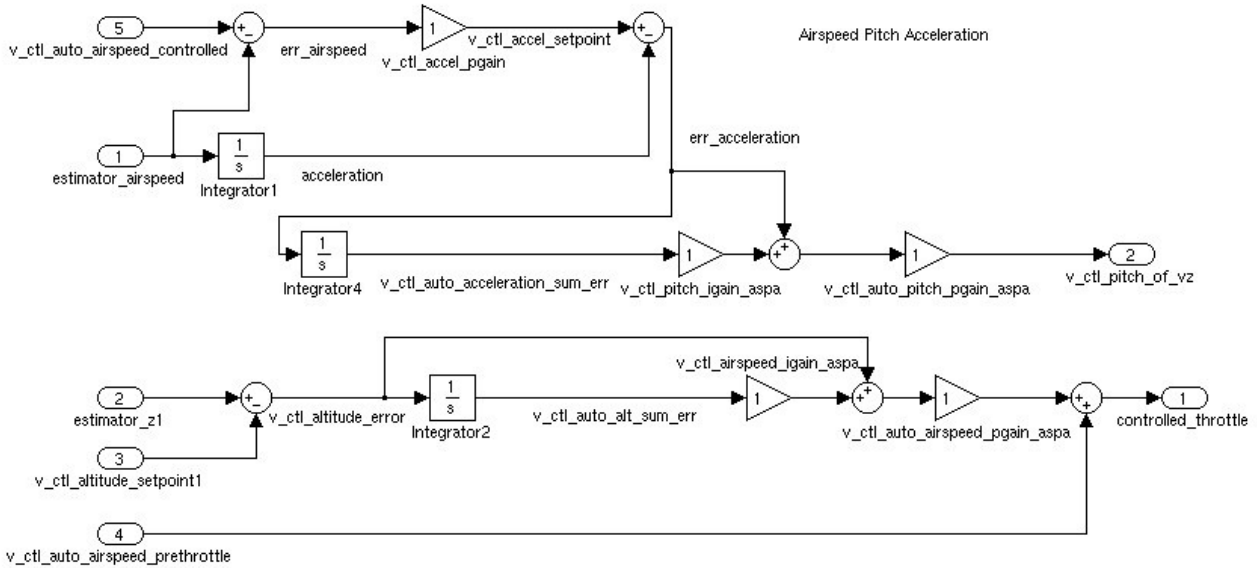 5
+
-
1
+
-
v_ctl_auto_airspeed_controlled
err_airspeed
v_ctl_accel_pgain
v_ctl_accel_setpoint
Airspeed Pitch Acceleration
1
1
s
estimator_airspeed
Integrator1
acceleration
err_acceleration
1
s
Integrator4
v_ctl_auto_acceleration_sum_err
1
v_ctl_pitch_igain_aspa
+
+
1
v_ctl_auto_pitch_pgain_aspa
2
v_ctl_pitch_of_vz
2
estimator_z1
+
-
v_ctl_altitude_error
1
s
Integrator2
v_ctl_auto_alt_sum_err
v_ctl_airspeed_igain_aspa
1
+
+
1
v_ctl_auto_airspeed_pgain_aspa
+
+
1
controlled_throttle
3
v_ctl_altitude_setpoint1
4
v_ctl_auto_airspeed_prethrottle